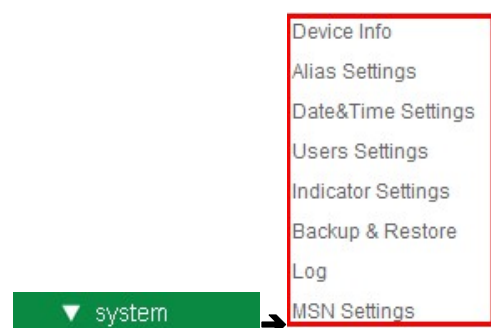 Device Info
Alias Settings
Date&Time Settings
Users Settings
Indicator Settings
Backup & Restore
Log
system
MSN Settings